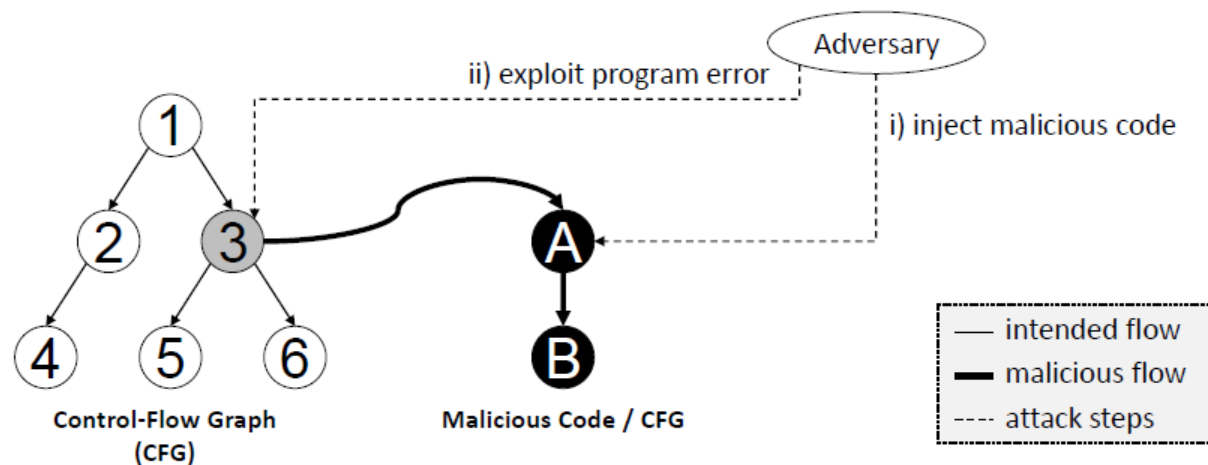 Adversary
ii) exploit program error
i) inject malicious code
1
2
3
A
4
5
6
B
intended flow
malicious flow
attack steps
Control-Flow Graph
(CFG)
Malicious Code / CFG